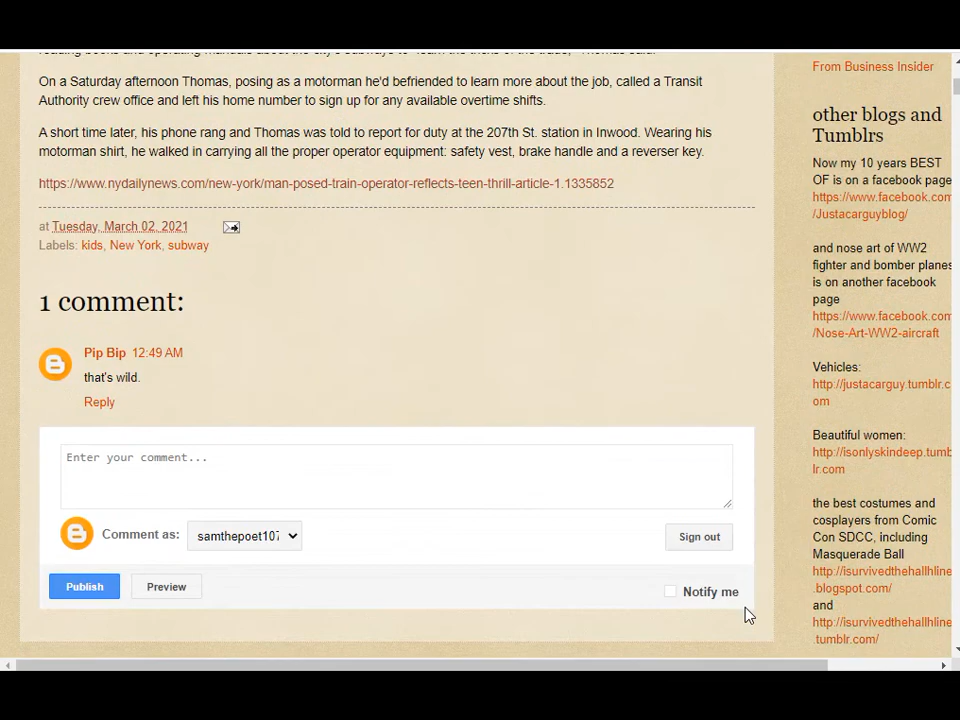 On a Saturday afternoon Thomas, posing as a motorman he'd befriended to learn more about the job, called a Transit
Authority crew office and left his home number to sign up for any available overtime shifts.
A short time later, his phone rang and Thomas was told to report for duty at the 207th St. station in Inwood. Wearing his
motorman shirt, he walked in carrying all the proper operator equipment: safety vest, brake handle and a reverser key.
https://www.nydailynews.com/new-york/man-posed-train-operator-reflects-teen-thrill-article-1.1335852
at Tuesday, March 02, 2021
Labels: kids, New York, subway
1 comment:
Pip Bip 12:49 AM
that's wild.
Reply
Enter your comment...
Comment as: samthepoet107
Sign out
Publish Preview
Notify me
From Business Insider
other blogs and
Tumblrs
Now my 10 years BEST
OF is on a facebook page
https://www.facebook.com
/Justacarguyblog/
and nose art of WW2
fighter and bomber planes
is on another facebook
page
https://www.facebook.com
/Nose-Art-WW2-aircraft
Vehicles:
http://justacarguy.tumblr.c
om
Beautiful women:
http://isonlyskindeep.tumb
lr.com
the best costumes and
cosplayers from Comic
Con SDCC, including
Masquerade Ball
http://isurvivedthehallhline
.blogspot.com/
and
http://isurvivedthehallhline
.tumblr.com/